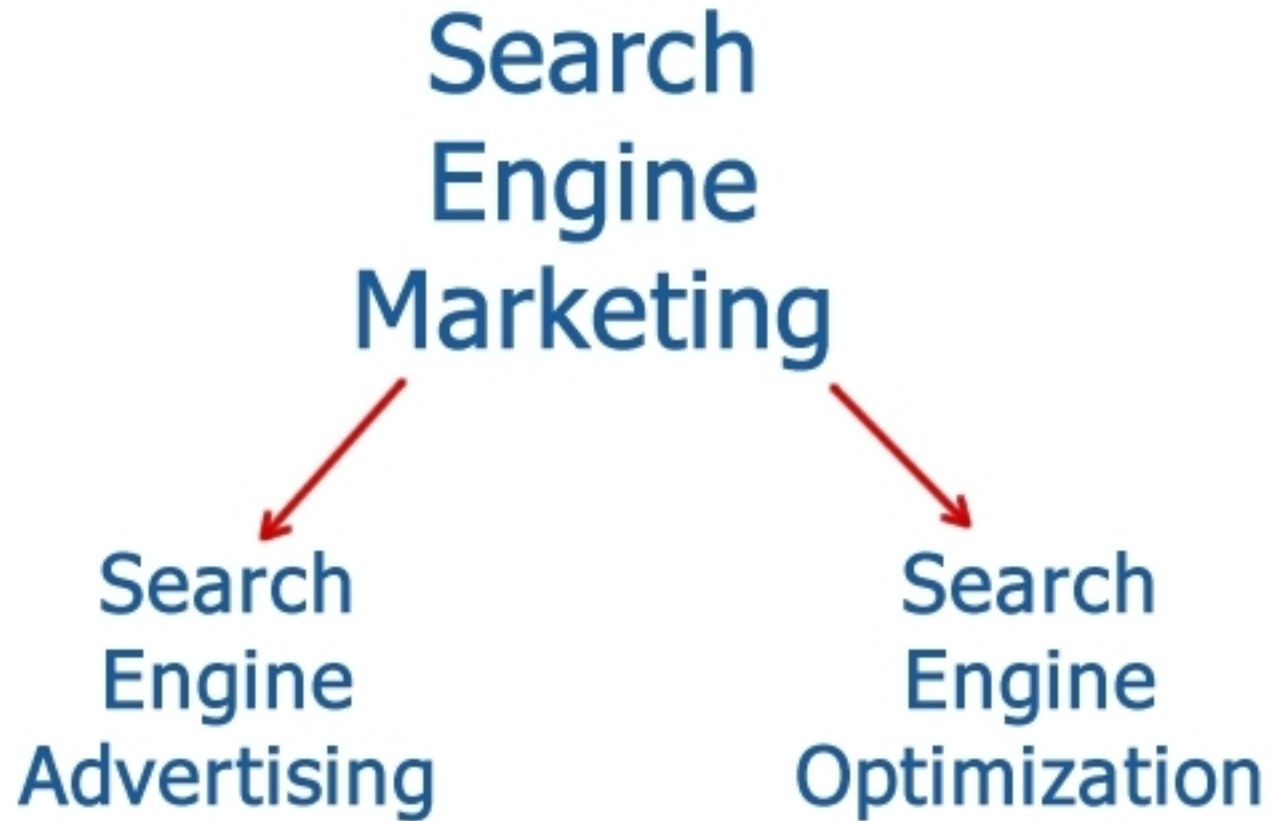 Search
Engine
Marketing
Search
Engine
Advertising
Search
Engine
Optimization